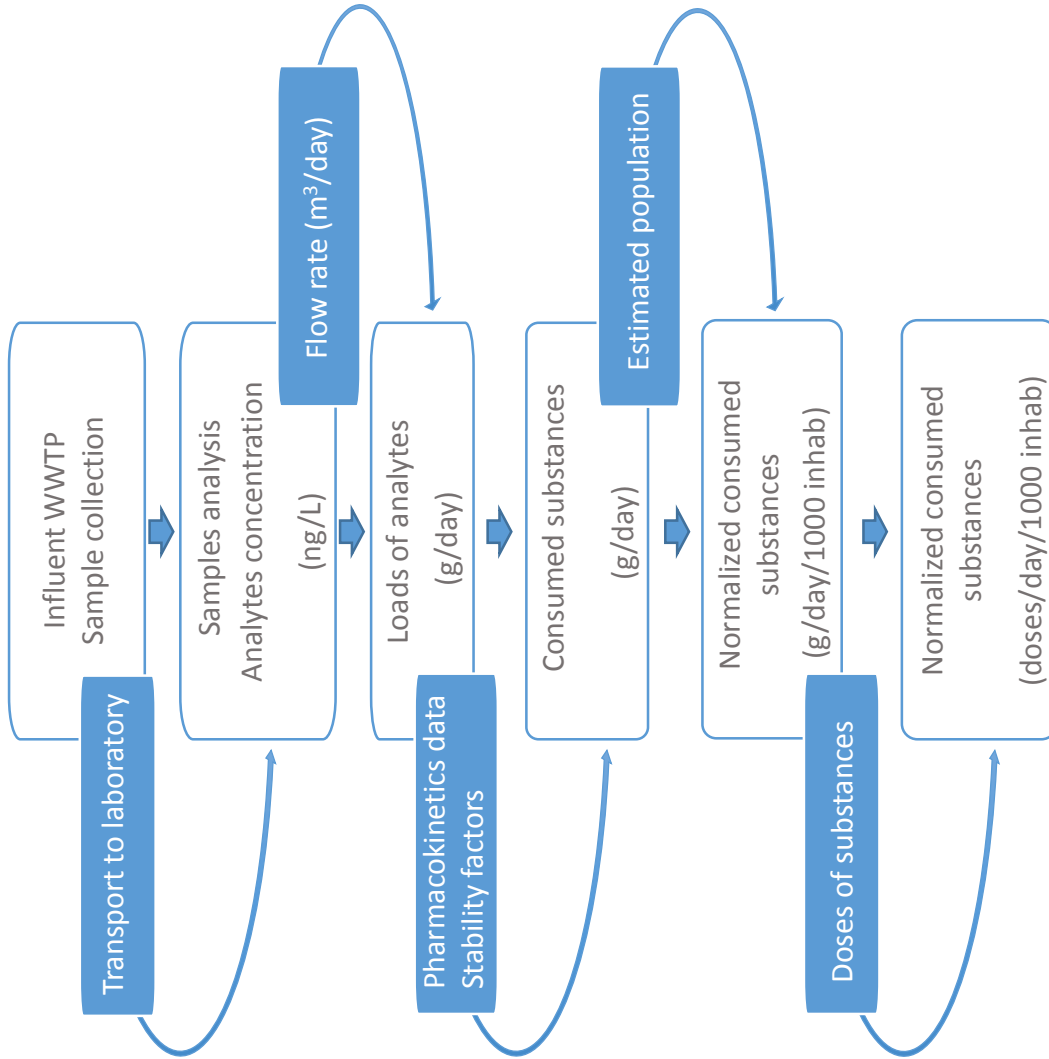 Influent WWTP
Sample collection
Transport to laboratory
Samples analysis
Analytes concentration
(ng/L)
Flow rate (m³/day)
Loads of analytes
(g/day)
Pharmacokinetics data
Stability factors
Consumed substances
(g/day)
Estimated population
Normalized consumed
substances
(g/day/1000 inhab)
Doses of substances
Normalized consumed
substances
(doses/day/1000 inhab)